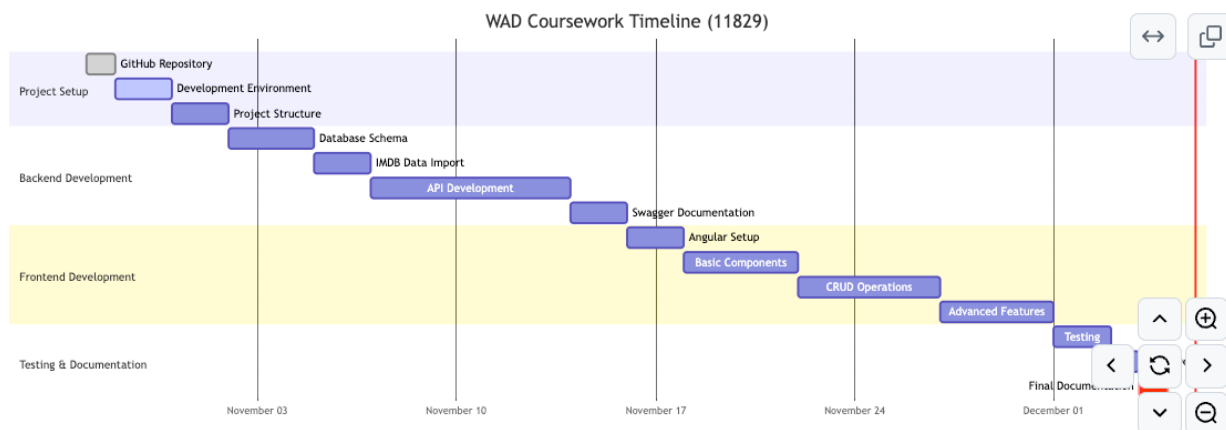 WAD Coursework Timeline (11829)
GitHub Repository
Project Setup
Development Environment
Project Structure
Database Schema
IMDB Data Import
Backend Development
API Development
Swagger Documentation
Angular Setup
Basic Components
Frontend Development
CRUD Operations
Advanced Features
Testing
Testing & Documentation
Final Documentation
November 03
November 10
November 17
November 24
December 01